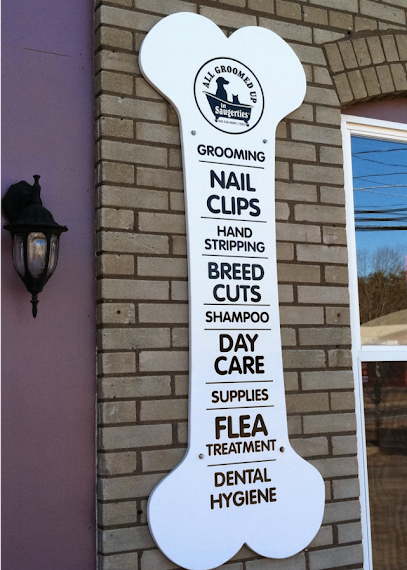 ALL GROOMED UP
in
Saugerties
GROOMING
NAIL
CLIPS
HAND
STRIPPING
BREED
CUTS
SHAMPOO
DAY
CARE
SUPPLIES
FLEA
TREATMENT
DENTAL
HYGIENE